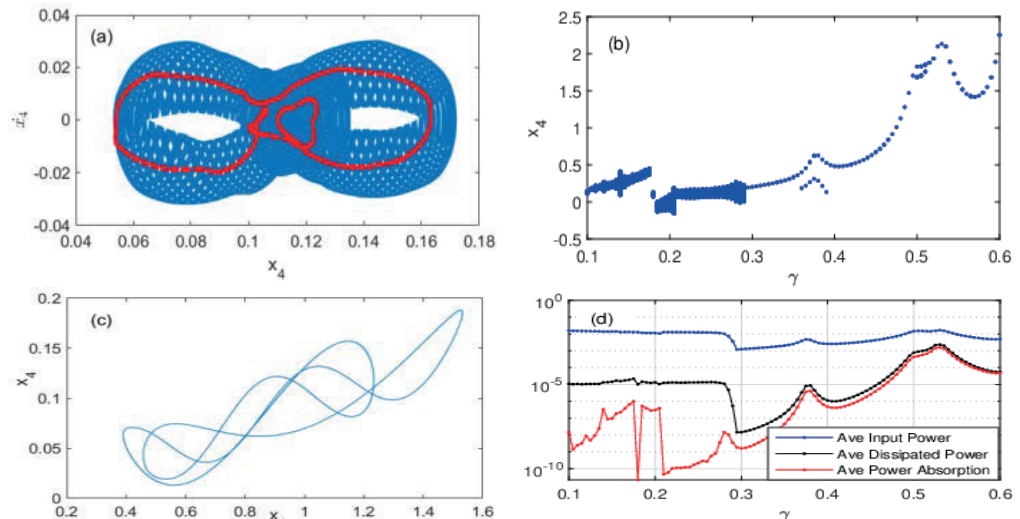 (a)
0.04
0.02
0
-0.02
-0.04
ẋ₄
0.04 0.06 0.08 0.1 0.12 0.14 0.16 0.18
x₄
(b)
2.5
2
1.5
1
0.5
0
-0.5
x₄
0.1 0.2 0.3 0.4 0.5 0.6
γ
(c)
0.2
0.15
0.1
0.05
0
x₄
0.2 0.4 0.6 0.8 1 1.2 1.4 1.6
(d)
10⁰
10⁻⁵
10⁻¹⁰
Ave Input Power
Ave Dissipated Power
Ave Power Absorption
0.1 0.2 0.3 0.4 0.5 0.6
γ